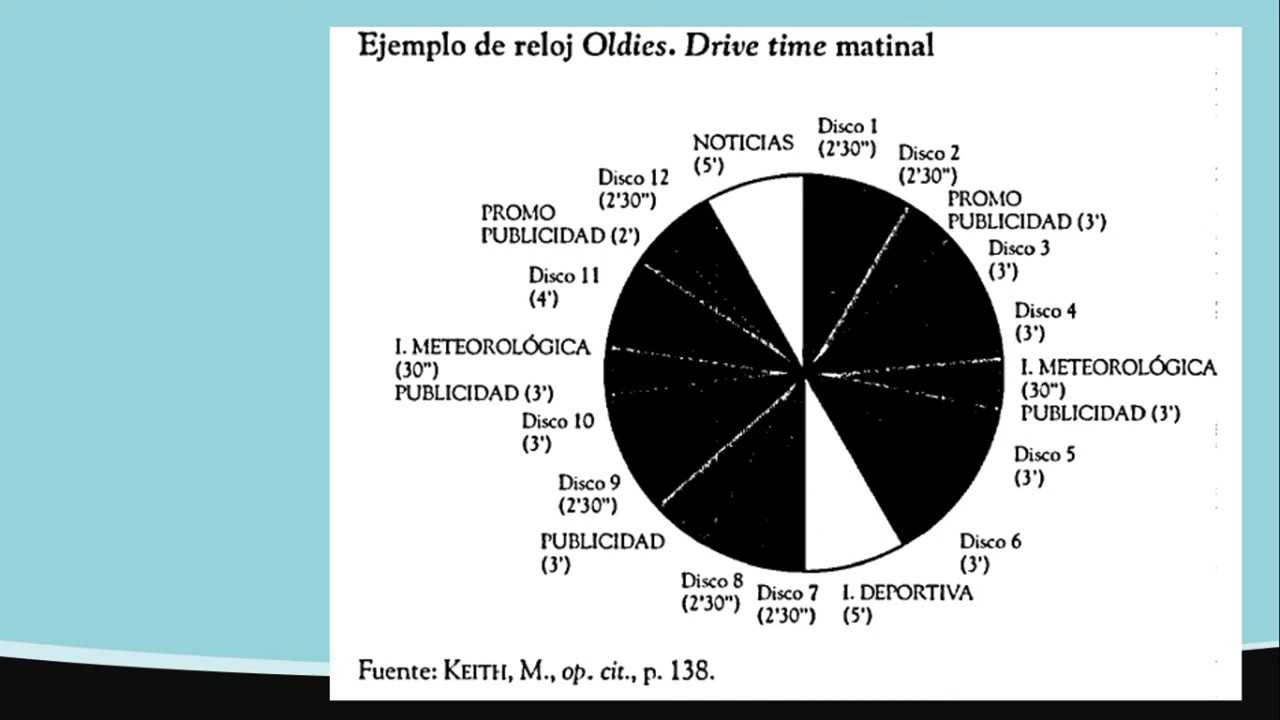 Ejemplo de reloj Oldies. Drive time matinal
NOTICIAS
(5')
Disco 1
(2'30")
Disco 2
(2'30")
PROMO
PUBLICIDAD (3')
Disco 3
(3')
Disco 4
(3')
I. METEOROLÓGICA
(30")
PUBLICIDAD (3')
Disco 5
(3')
Disco 6
(3')
I. DEPORTIVA
(5')
Disco 7
(2'30")
Disco 8
(2'30")
PUBLICIDAD
(3')
Disco 9
(2'30")
Disco 10
(3')
I. METEOROLÓGICA
(30")
PUBLICIDAD (3')
Disco 11
(4')
PROMO
PUBLICIDAD (2')
Disco 12
(2'30")
Fuente: KEITH, M., op. cit., p. 138.